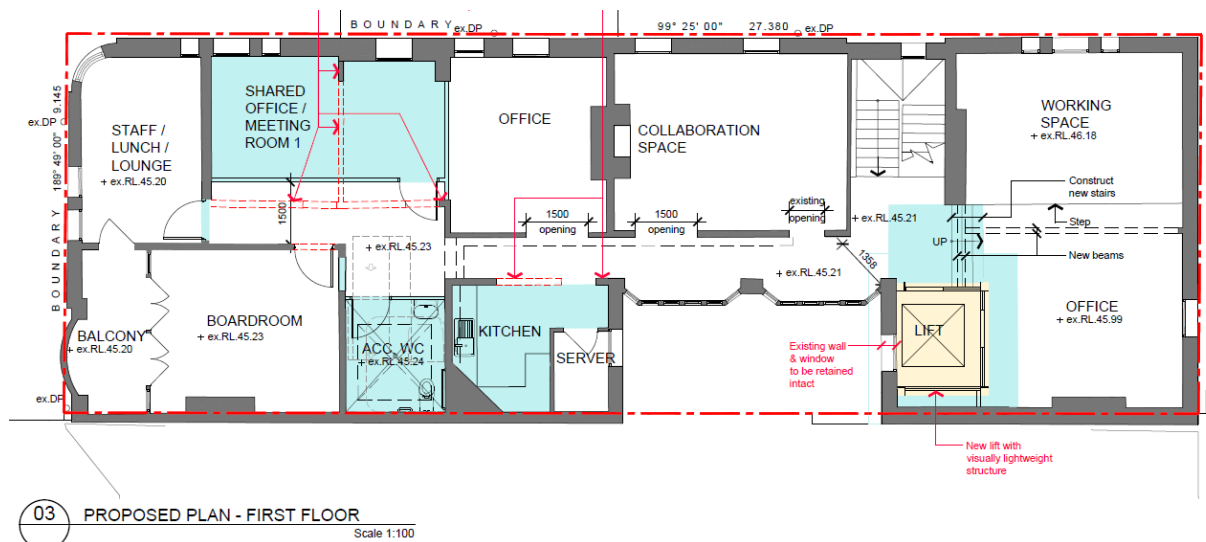 BOUNDARY
ex.DP
99° 25' 00"
27.380
ex.DP
9.145
ex.DP
189° 49' 00"
BOUNDARY
ex.DP
STAFF /
LUNCH /
LOUNGE
+ ex.RL.45.20
SHARED
OFFICE /
MEETING
ROOM 1
1500
OFFICE
1500
opening
COLLABORATION
SPACE
1500
opening
existing
opening
WORKING
SPACE
+ ex.RL.46.18
Construct
new stairs
Step
New beams
UP
+ ex.RL.45.21
+ ex.RL.45.23
+ ex.RL.45.21
1358
BALCONY
+ ex.RL.45.20
BOARDROOM
+ ex.RL.45.23
ACC. WC
+ ex.RL.45.24
KITCHEN
SERVER
Existing wall
& window
to be retained
intact
LIFT
OFFICE
+ ex.RL.45.99
New lift with
visually lightweight
structure
03
PROPOSED PLAN - FIRST FLOOR
Scale 1:100